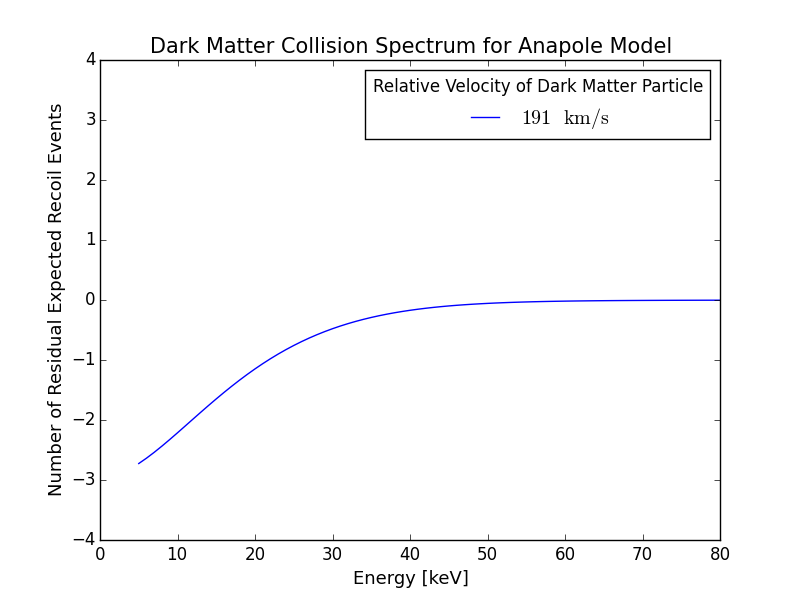 Dark Matter Collision Spectrum for Anapole Model
Relative Velocity of Dark Matter Particle
191 km/s
Number of Residual Expected Recoil Events
4
3
2
1
0
−1
−2
−3
−4
0 10 20 30 40 50 60 70 80
Energy [keV]